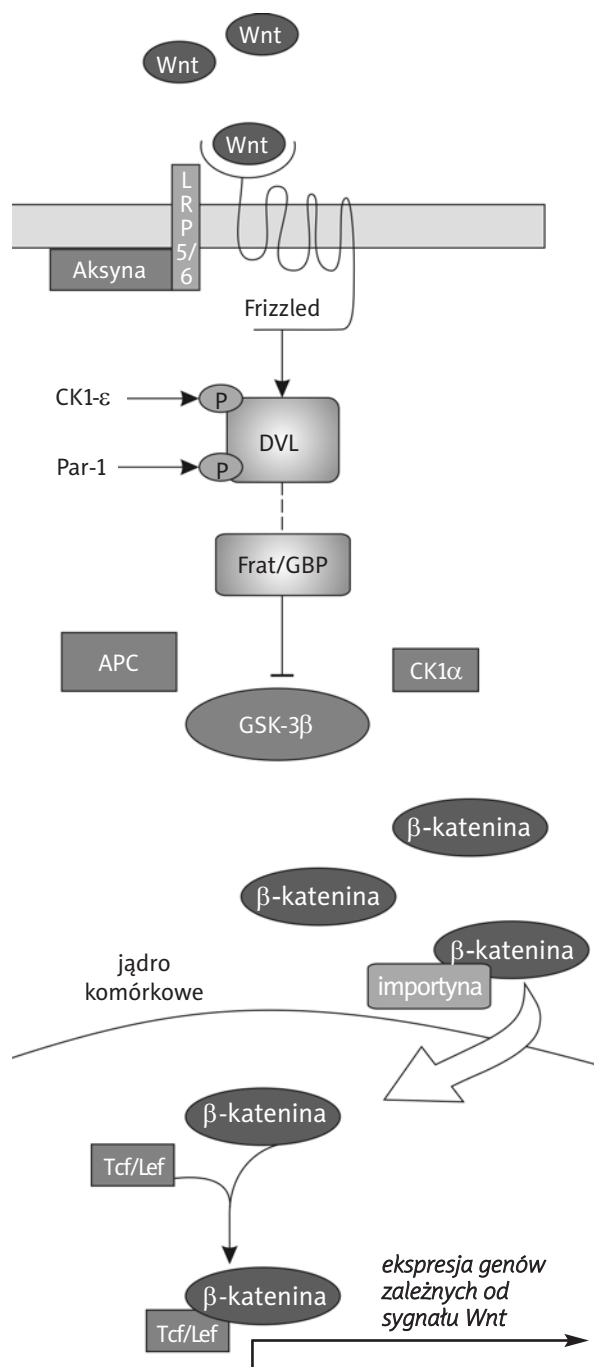 Wnt
Wnt
Wnt
L
R
P
5/
6
Aksyna
Frizzled
CK1-ε
P
DVL
Par-1
P
Frat/GBP
APC
CK1α
GSK-3β
β-katenina
β-katenina
β-katenina
importyna
jądro
komórkowe
β-katenina
Tcf/Lef
β-katenina
Tcf/Lef
ekspresja genów
zależnych od
sygnału Wnt